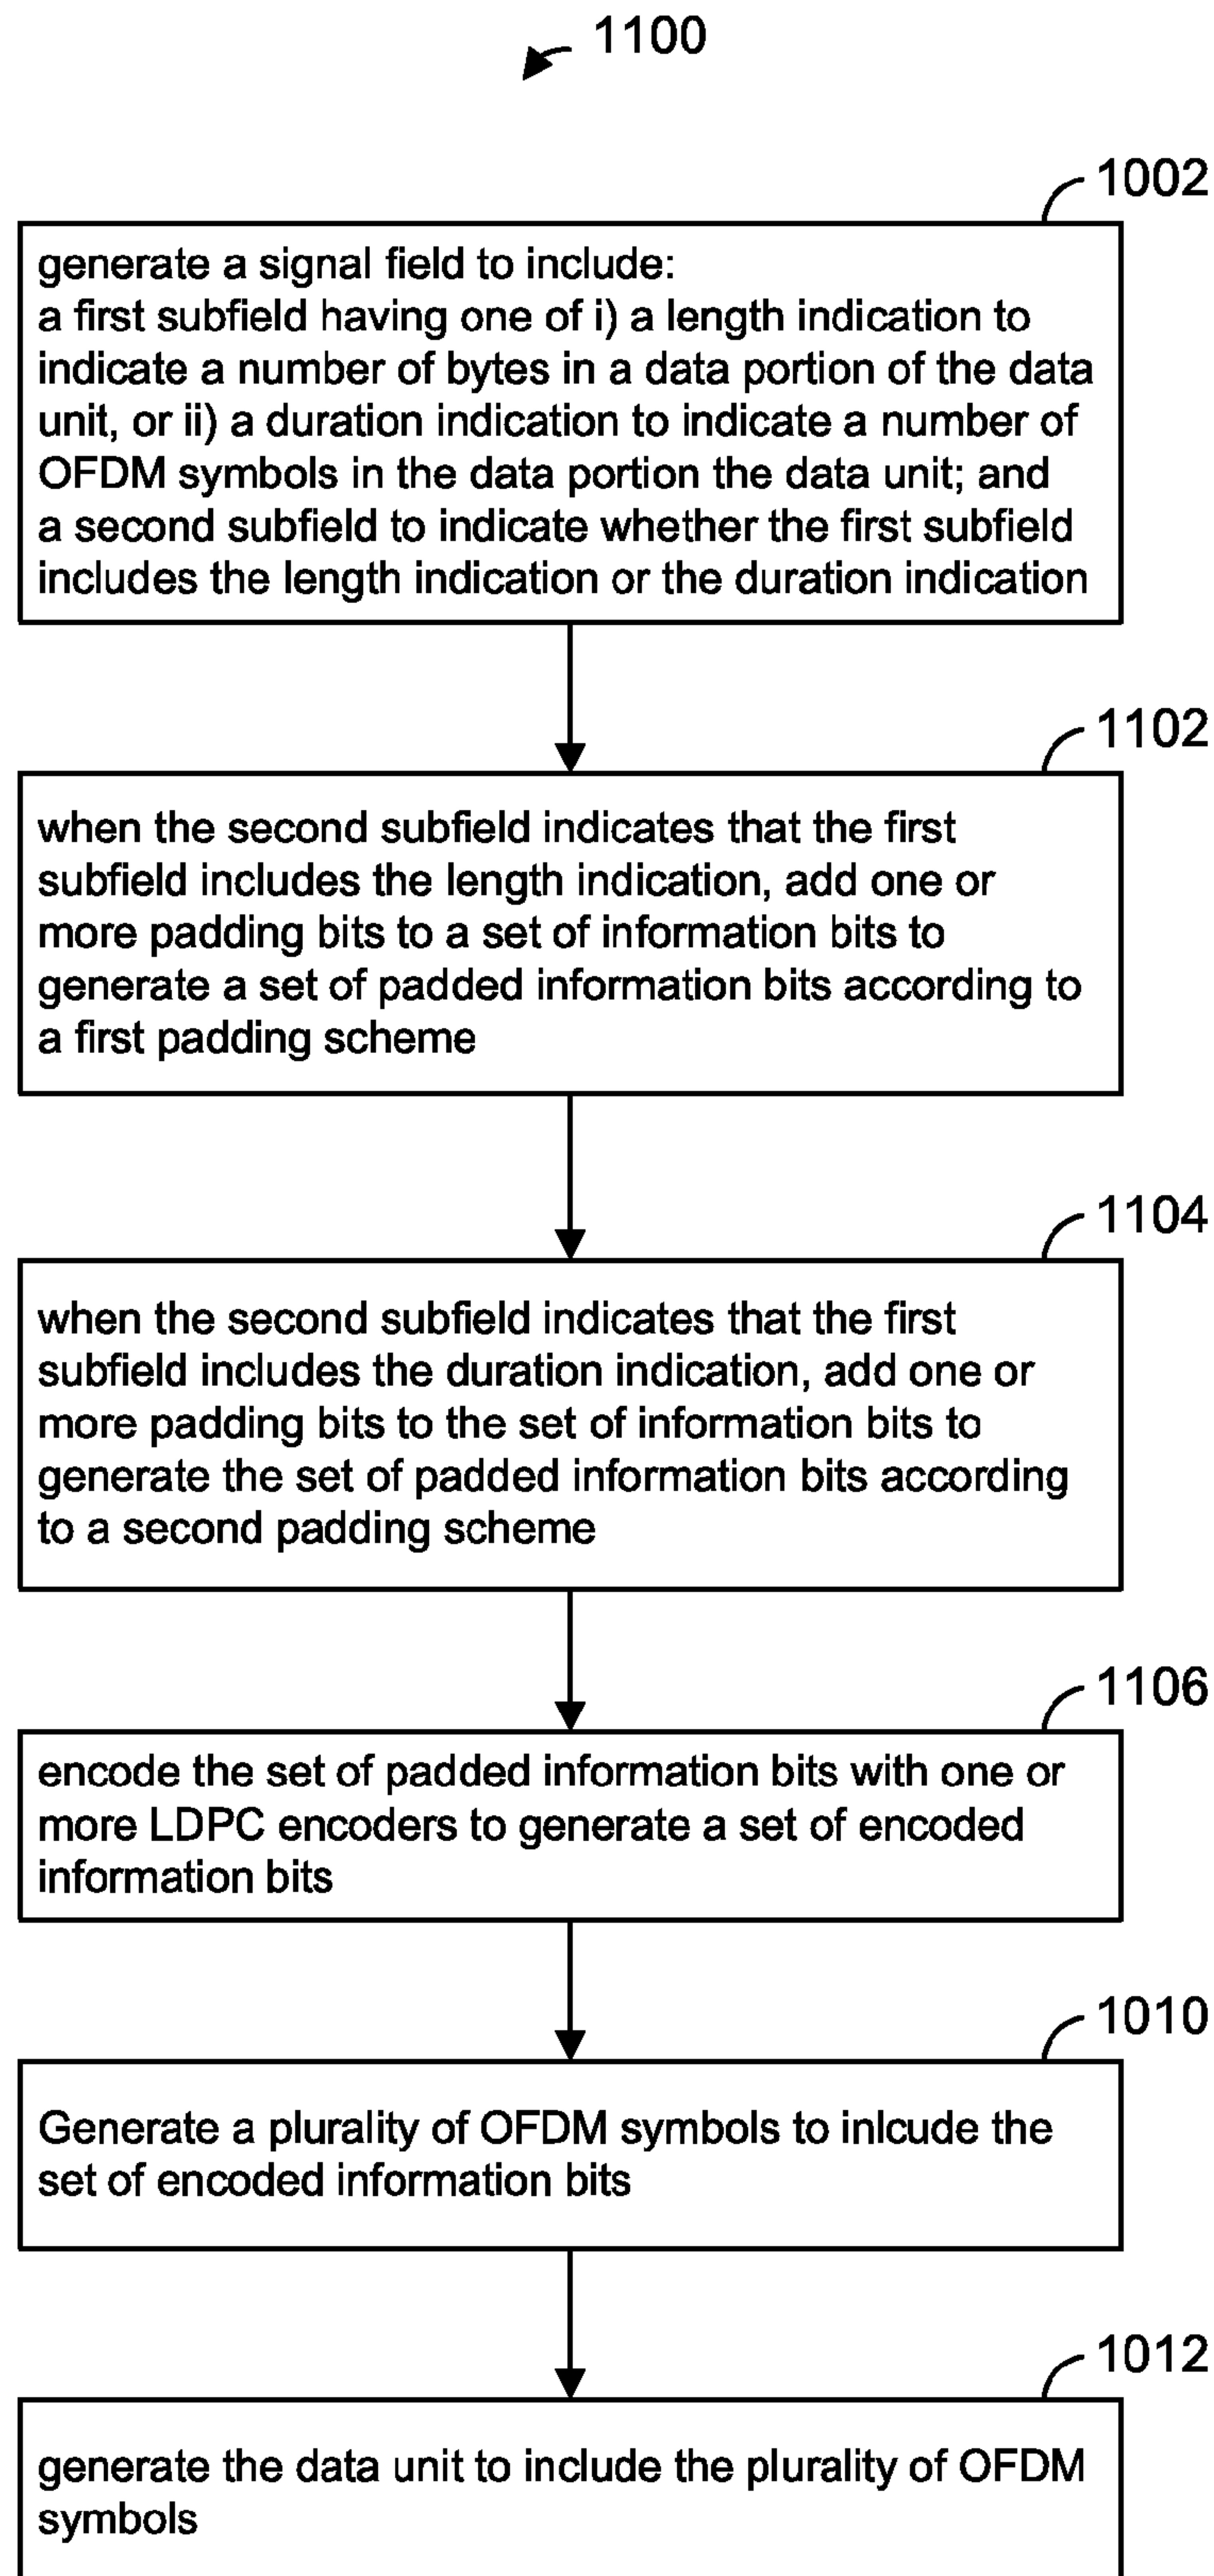 1100
1002
generate a signal field to include:
a first subfield having one of i) a length indication to
indicate a number of bytes in a data portion of the data
unit, or ii) a duration indication to indicate a number of
OFDM symbols in the data portion the data unit; and
a second subfield to indicate whether the first subfield
includes the length indication or the duration indication
1102
when the second subfield indicates that the first
subfield includes the length indication, add one or
more padding bits to a set of information bits to
generate a set of padded information bits according to
a first padding scheme
1104
when the second subfield indicates that the first
subfield includes the duration indication, add one or
more padding bits to the set of information bits to
generate the set of padded information bits according
to a second padding scheme
1106
encode the set of padded information bits with one or
more LDPC encoders to generate a set of encoded
information bits
1010
Generate a plurality of OFDM symbols to inlcude the
set of encoded information bits
1012
generate the data unit to include the plurality of OFDM
symbols